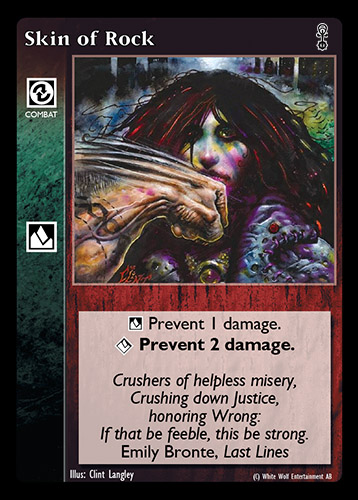 Skin of Rock
COMBAT
Prevent 1 damage.
Prevent 2 damage.
Crushers of helpless misery,
Crushing down Justice,
honoring Wrong:
If that be feeble, this be strong.
Emily Bronte, Last Lines
Illus: Clint Langley
(C) White Wolf Entertainment AB